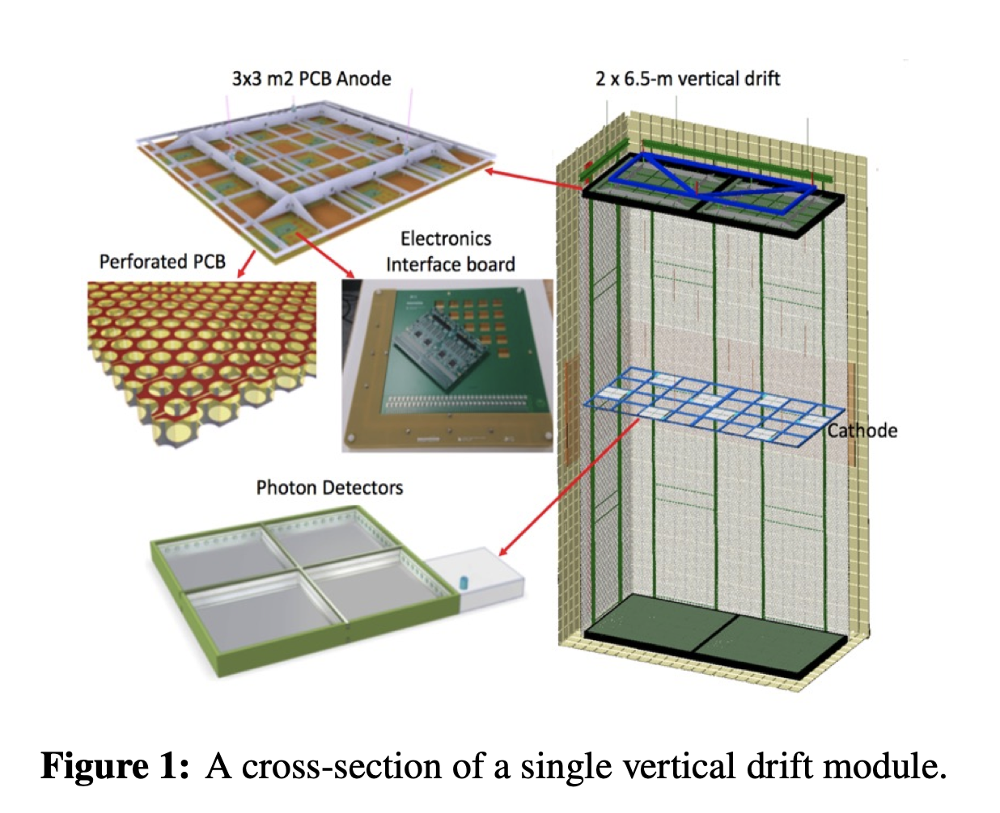 3x3 m2 PCB Anode
2 x 6.5-m vertical drift
Electronics
Interface board
Perforated PCB
Cathode
Photon Detectors
Figure 1: A cross-section of a single vertical drift module.